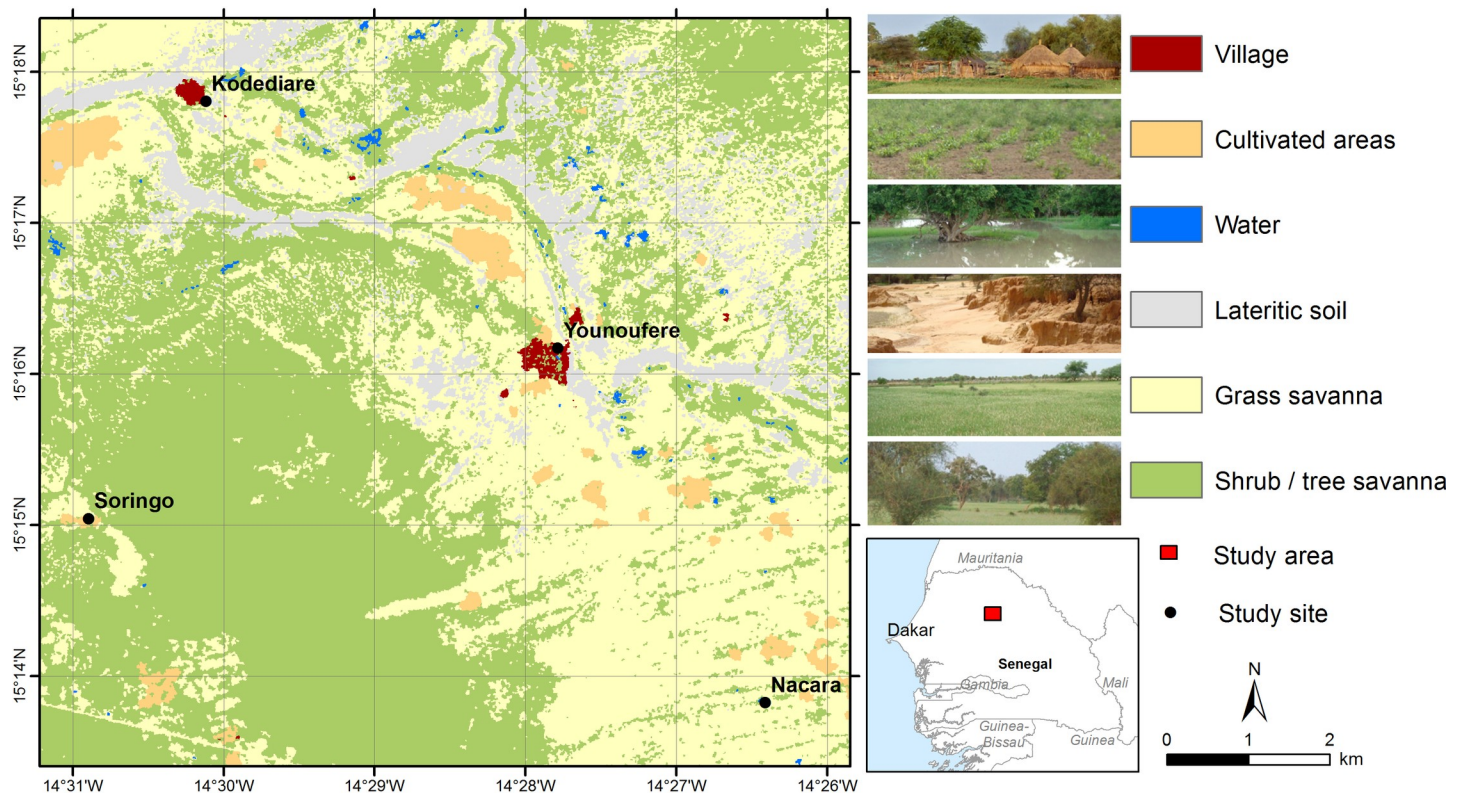 15°18'N
15°17'N
15°16'N
15°15'N
15°14'N
Kodediare
Younoufere
Soringo
Nacara
14°31'W
14°30'W
14°29'W
14°28'W
14°27'W
14°26'W
Village
Cultivated areas
Water
Lateritic soil
Grass savanna
Shrub / tree savanna
Study area
Study site
Mauritania
Dakar
Senegal
Gambia
Mali
Guinea-
Bissau
Guinea
N
0 1 2
km